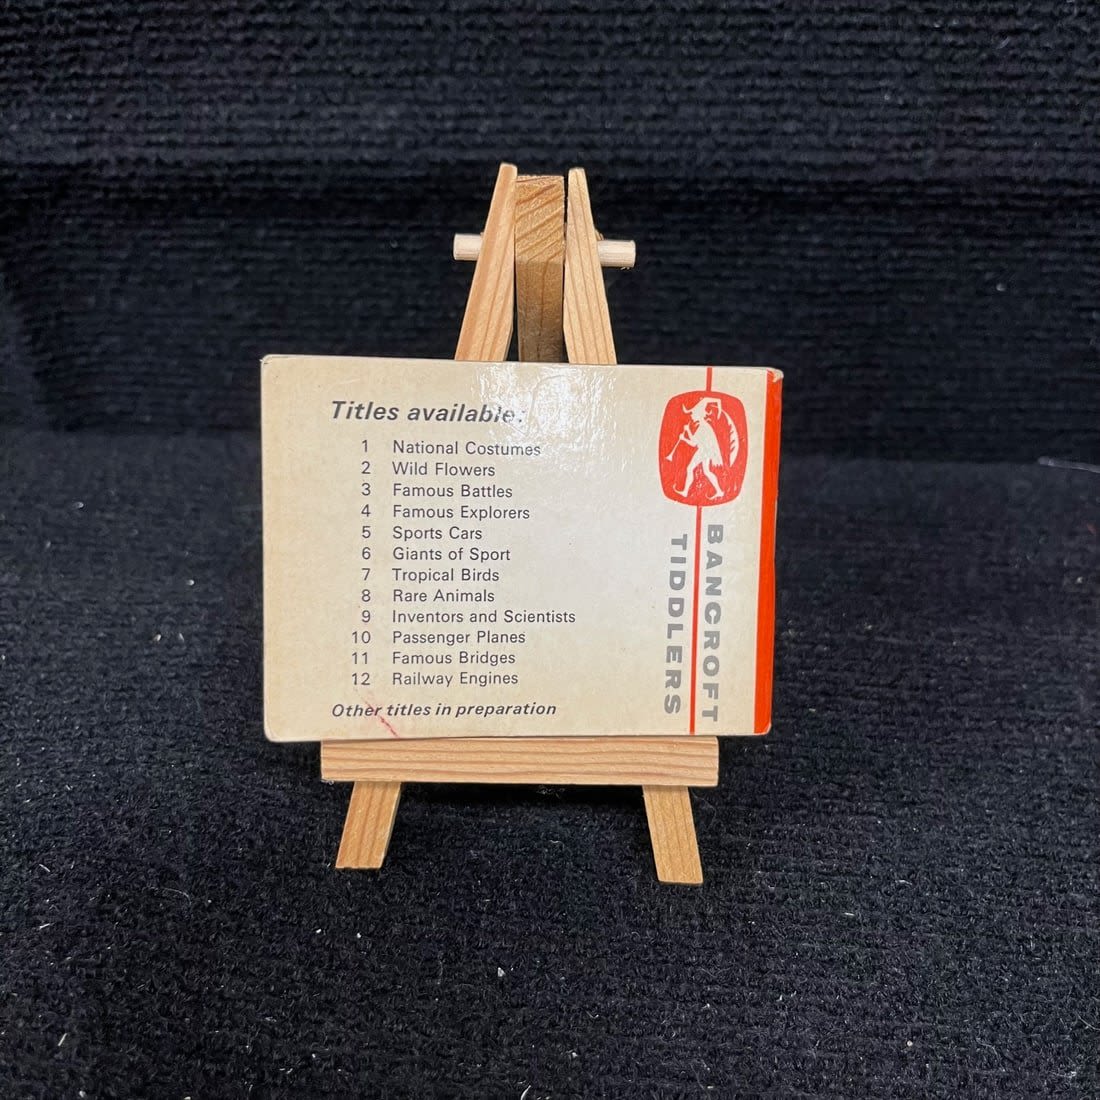 Titles available:
1 National Costumes
2 Wild Flowers
3 Famous Battles
4 Famous Explorers
5 Sports Cars
6 Giants of Sport
7 Tropical Birds
8 Rare Animals
9 Inventors and Scientists
10 Passenger Planes
11 Famous Bridges
12 Railway Engines
Other titles in preparation
BANCROFT
TIDDLERS